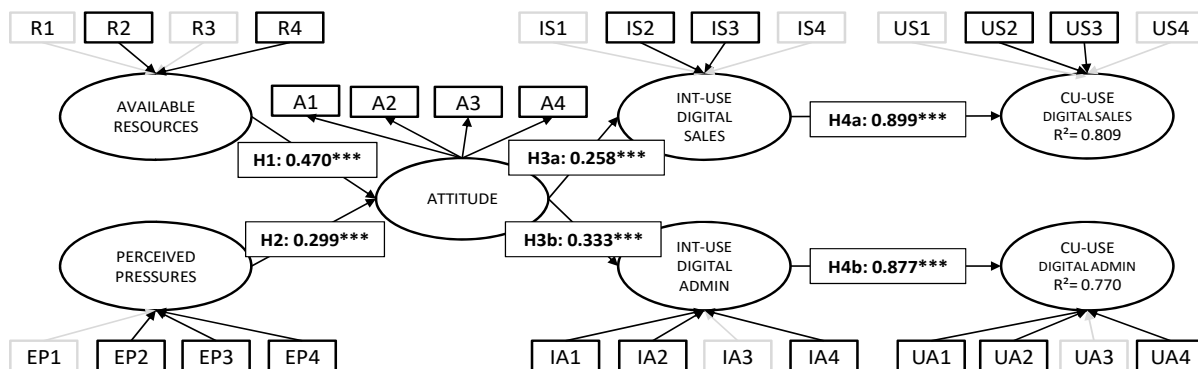 R1 R2 R3 R4
IS1 IS2 IS3 IS4
US1 US2 US3 US4
A1 A2 A3 A4
AVAILABLE
RESOURCES
INT-USE
DIGITAL
SALES
H4a: 0.899***
CU-USE
DIGITAL SALES
R²= 0.809
H1: 0.470***
H3a: 0.258***
ATTITUDE
H2: 0.299***
H3b: 0.333***
PERCEIVED
PRESSURES
INT-USE
DIGITAL
ADMIN
H4b: 0.877***
CU-USE
DIGITAL ADMIN
R²= 0.770
EP1 EP2 EP3 EP4
IA1 IA2 IA3 IA4
UA1 UA2 UA3 UA4